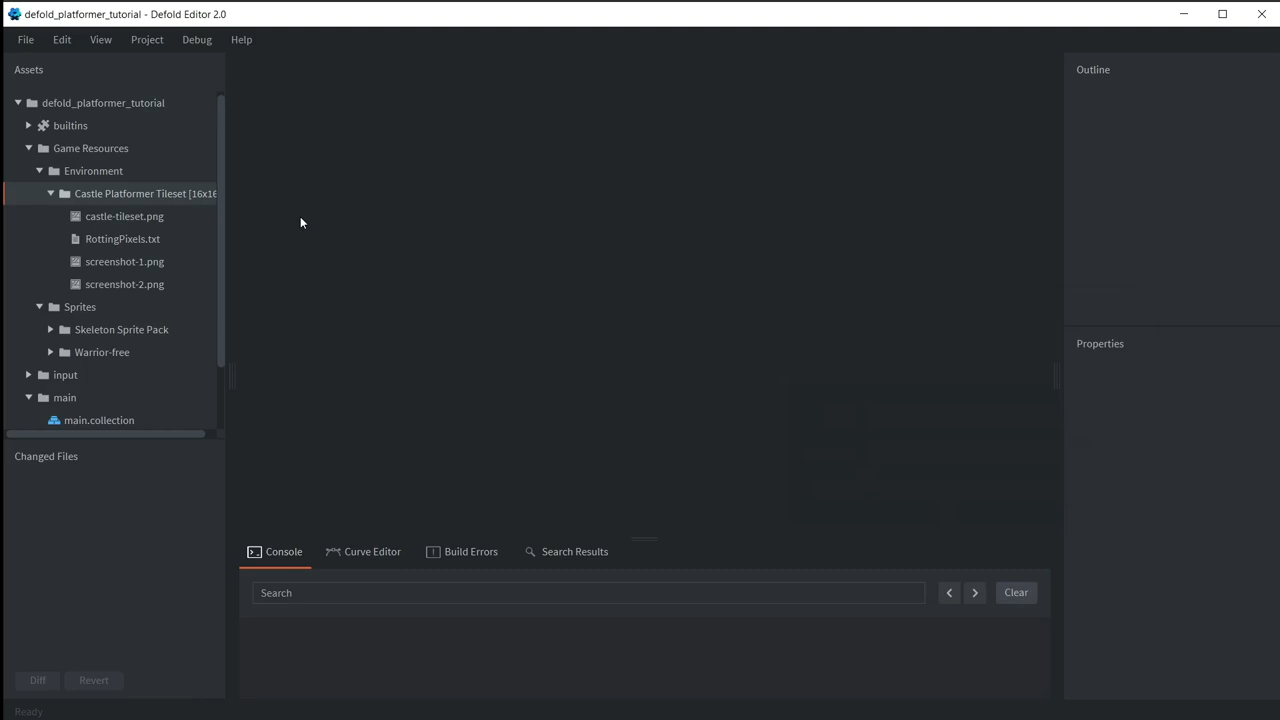 defold_platformer_tutorial - Defold Editor 2.0
File Edit View Project Debug Help
Assets
defold_platformer_tutorial
builtins
Game Resources
Environment
Castle Platformer Tileset [16x16
castle-tileset.png
RottingPixels.txt
screenshot-1.png
screenshot-2.png
Sprites
Skeleton Sprite Pack
Warrior-free
input
main
main.collection
Changed Files
Diff Revert
Ready
Console Curve Editor Build Errors Search Results
Search
Clear
Outline
Properties